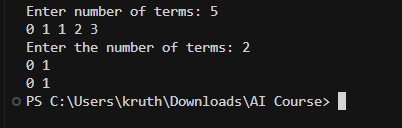 Enter number of terms: 5
0 1 1 2 3
Enter the number of terms: 2
0 1
0 1
PS C:\Users\kruth\Downloads\AI Course>